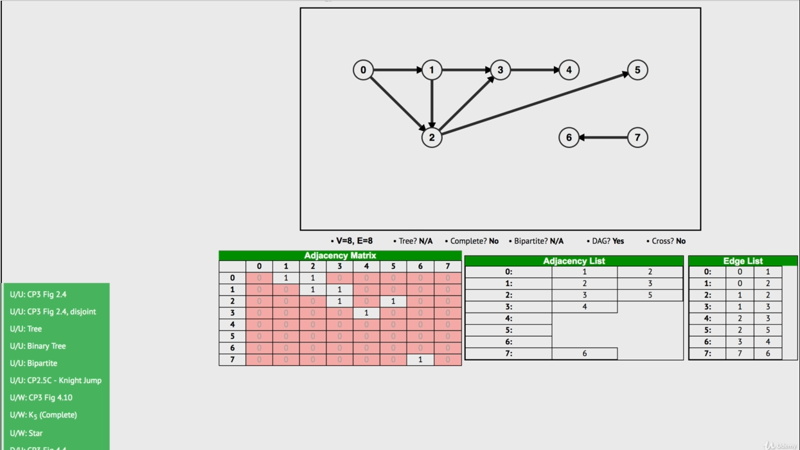 0 1 3 4 5
2 6 7
• V=8, E=8 • Tree? N/A • Complete? No • Bipartite? N/A • DAG? Yes • Cross? No
Adjacency Matrix
0 1 2 3 4 5 6 7
0 0 1 1 0 0 0 0 0
1 0 0 1 1 0 0 0 0
2 0 0 0 1 0 1 0 0
3 0 0 0 0 1 0 0 0
4 0 0 0 0 0 0 0 0
5 0 0 0 0 0 0 0 0
6 0 0 0 0 0 0 0 0
7 0 0 0 0 0 0 1 0
Adjacency List
0: 1 2
1: 2 3
2: 3 5
3: 4
4:
5:
6:
7: 6
Edge List
0: 0 1
1: 0 2
2: 1 2
3: 1 3
4: 2 3
5: 2 5
6: 3 4
7: 7 6
U/U: CP3 Fig 2.4
U/U: CP3 Fig 2.4, disjoint
U/U: Tree
U/U: Binary Tree
U/U: Bipartite
U/U: CP2.5C - Knight Jump
U/W: CP3 Fig 4.10
U/W: K5 (Complete)
U/W: Star
Udemy